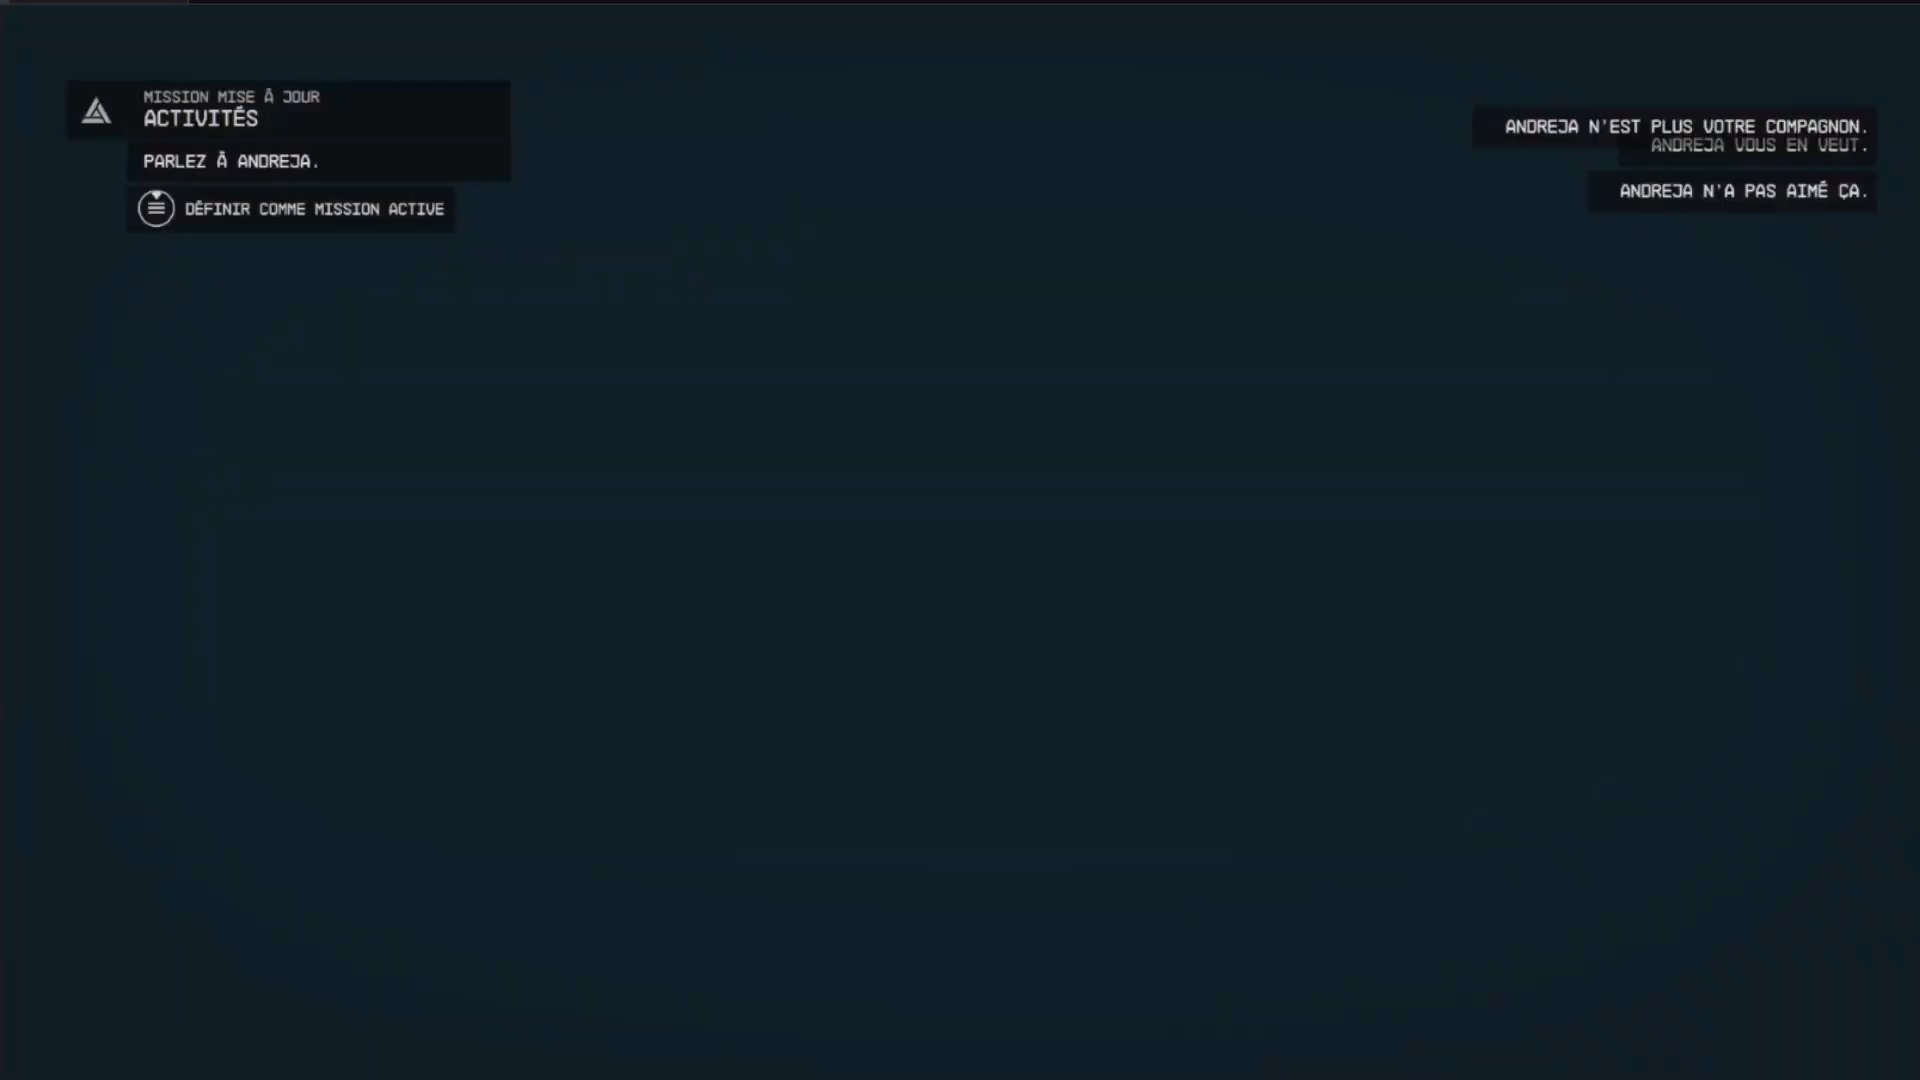 MISSION MISE À JOUR
ACTIVITÉS
PARLEZ À ANDREJA.
DÉFINIR COMME MISSION ACTIVE
ANDREJA N'EST PLUS VOTRE COMPAGNON.
ANDREJA VOUS EN VEUT.
ANDREJA N'A PAS AIMÉ ÇA.